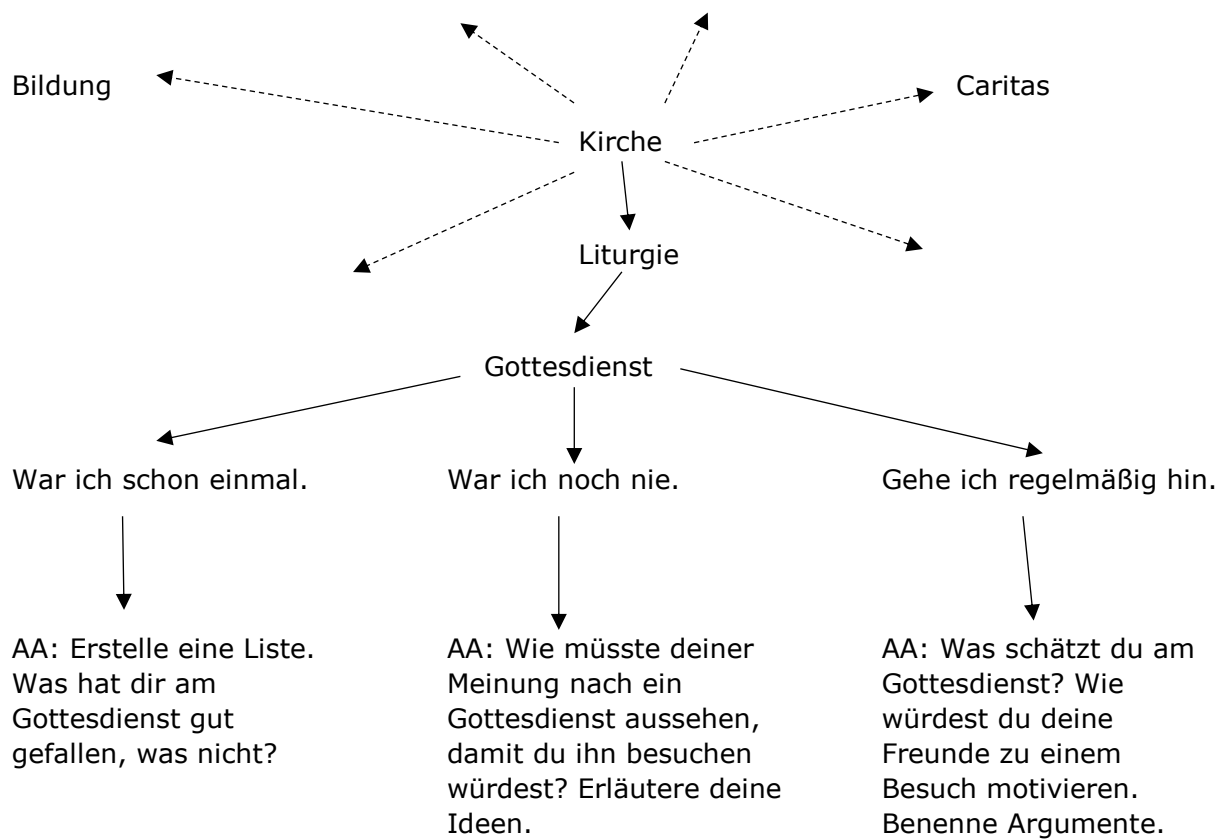 Bildung
Caritas
Kirche
Liturgie
Gottesdienst
War ich schon einmal.
War ich noch nie.
Gehe ich regelmäßig hin.
AA: Erstelle eine Liste.
Was hat dir am
Gottesdienst gut
gefallen, was nicht?
AA: Wie müsste deiner
Meinung nach ein
Gottesdienst aussehen,
damit du ihn besuchen
würdest? Erläutere deine
Ideen.
AA: Was schätzt du am
Gottesdienst? Wie
würdest du deine
Freunde zu einem
Besuch motivieren.
Benenne Argumente.